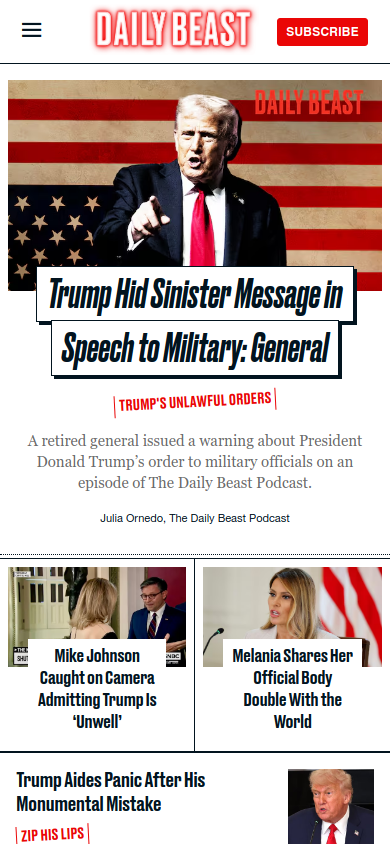 DAILY BEAST
SUBSCRIBE
DAILY BEAST
Trump Hid Sinister Message in
Speech to Military: General
TRUMP'S UNLAWFUL ORDERS
A retired general issued a warning about President
Donald Trump’s order to military officials on an
episode of The Daily Beast Podcast.
Julia Ornedo, The Daily Beast Podcast
Mike Johnson
Caught on Camera
Admitting Trump Is
‘Unwell’
Melania Shares Her
Official Body
Double With the
World
Trump Aides Panic After His
Monumental Mistake
ZIP HIS LIPS